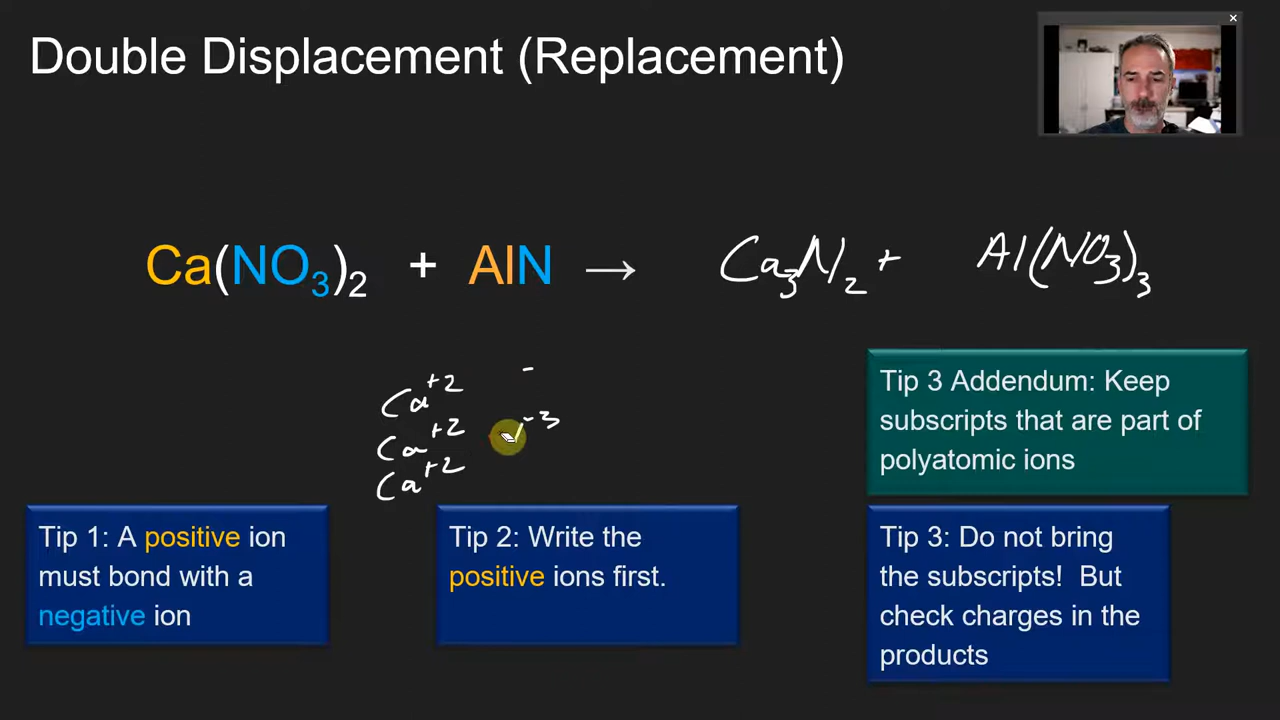 Double Displacement (Replacement)
Ca(NO₃)₂ + AlN → Ca₃N₂ + Al(NO₃)₃
Ca⁺² -
Ca⁺² -3
Ca⁺²
Tip 3 Addendum: Keep
subscripts that are part of
polyatomic ions
Tip 1: A positive ion
must bond with a
negative ion
Tip 2: Write the
positive ions first.
Tip 3: Do not bring
the subscripts! But
check charges in the
products